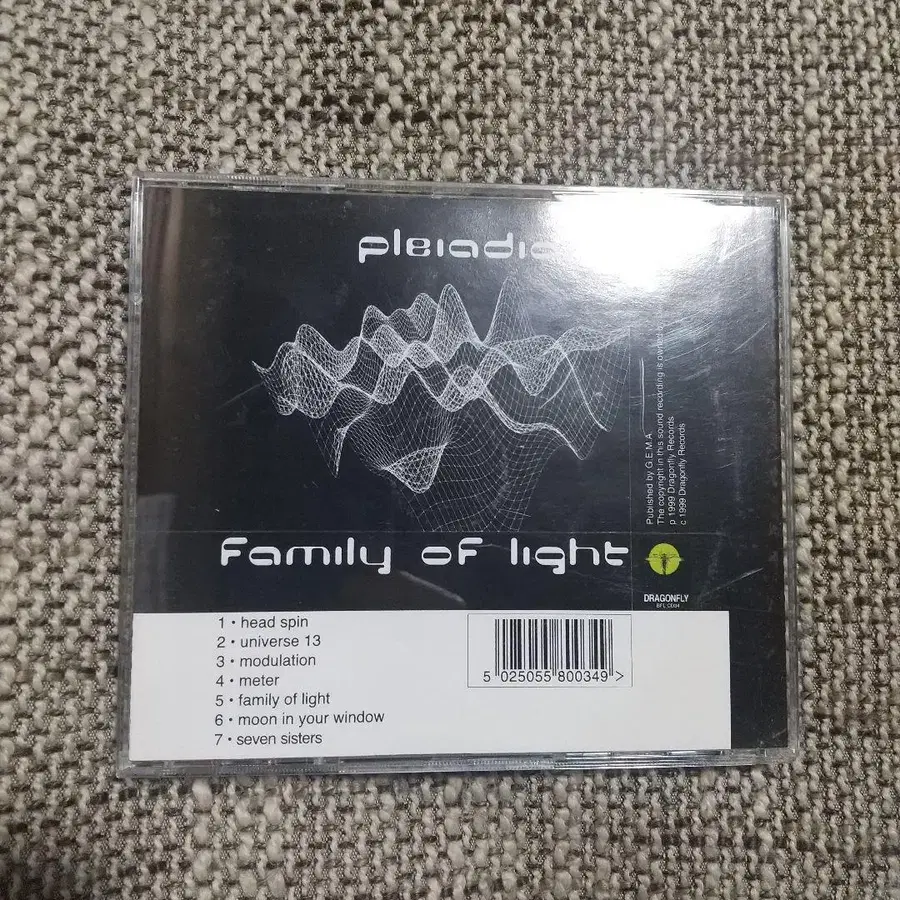 pleiadia
Family of light
Published by G.E.M.A
The copyright in this sound recording is owned
p 1999 Dragonfly Records
c 1999 Dragonfly Records
DRAGONFLY
1 • head spin
2 • universe 13
3 • modulation
4 • meter
5 • family of light
6 • moon in your window
7 • seven sisters
5 025055 800349 >